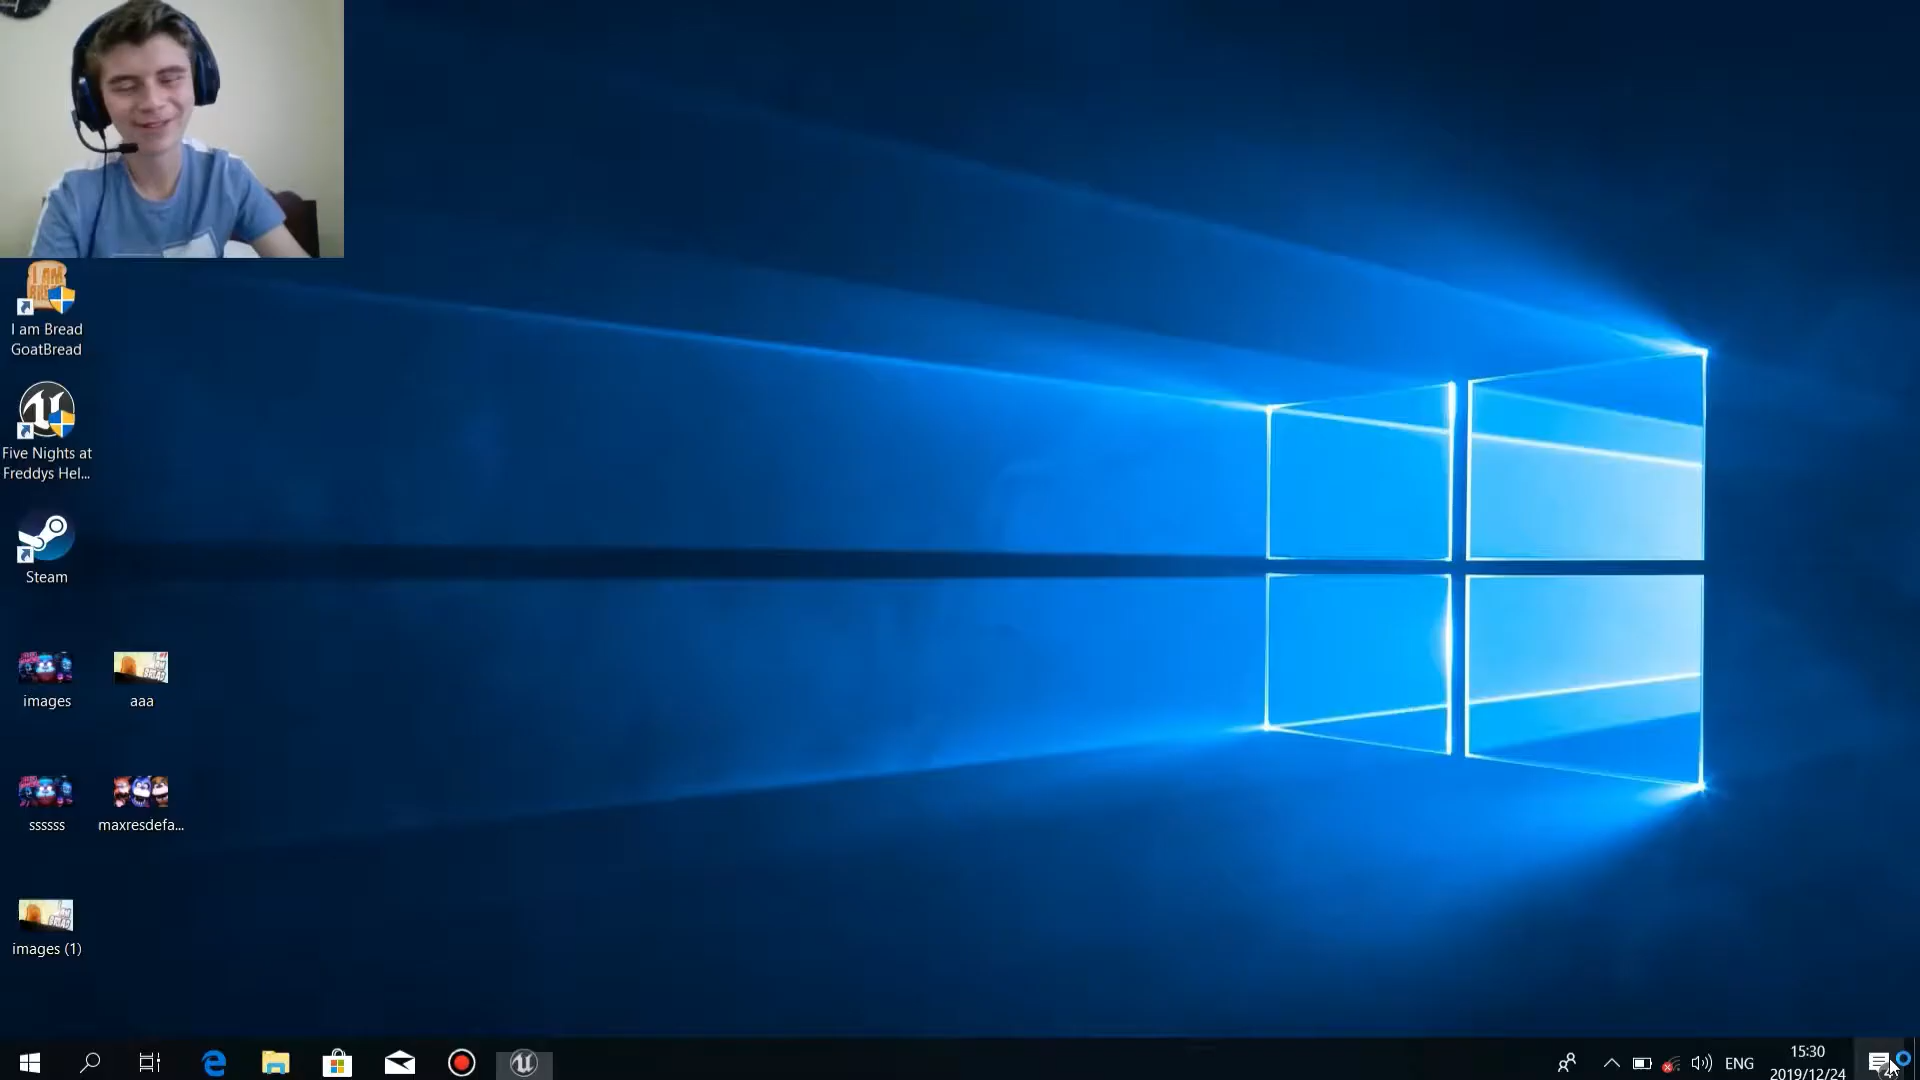 I AM
I am Bread
GoatBread
Five Nights at
Freddys Hel...
Steam
images
aaa
ssssss
maxresdefa...
images (1)
ENG
15:30
2019/12/24